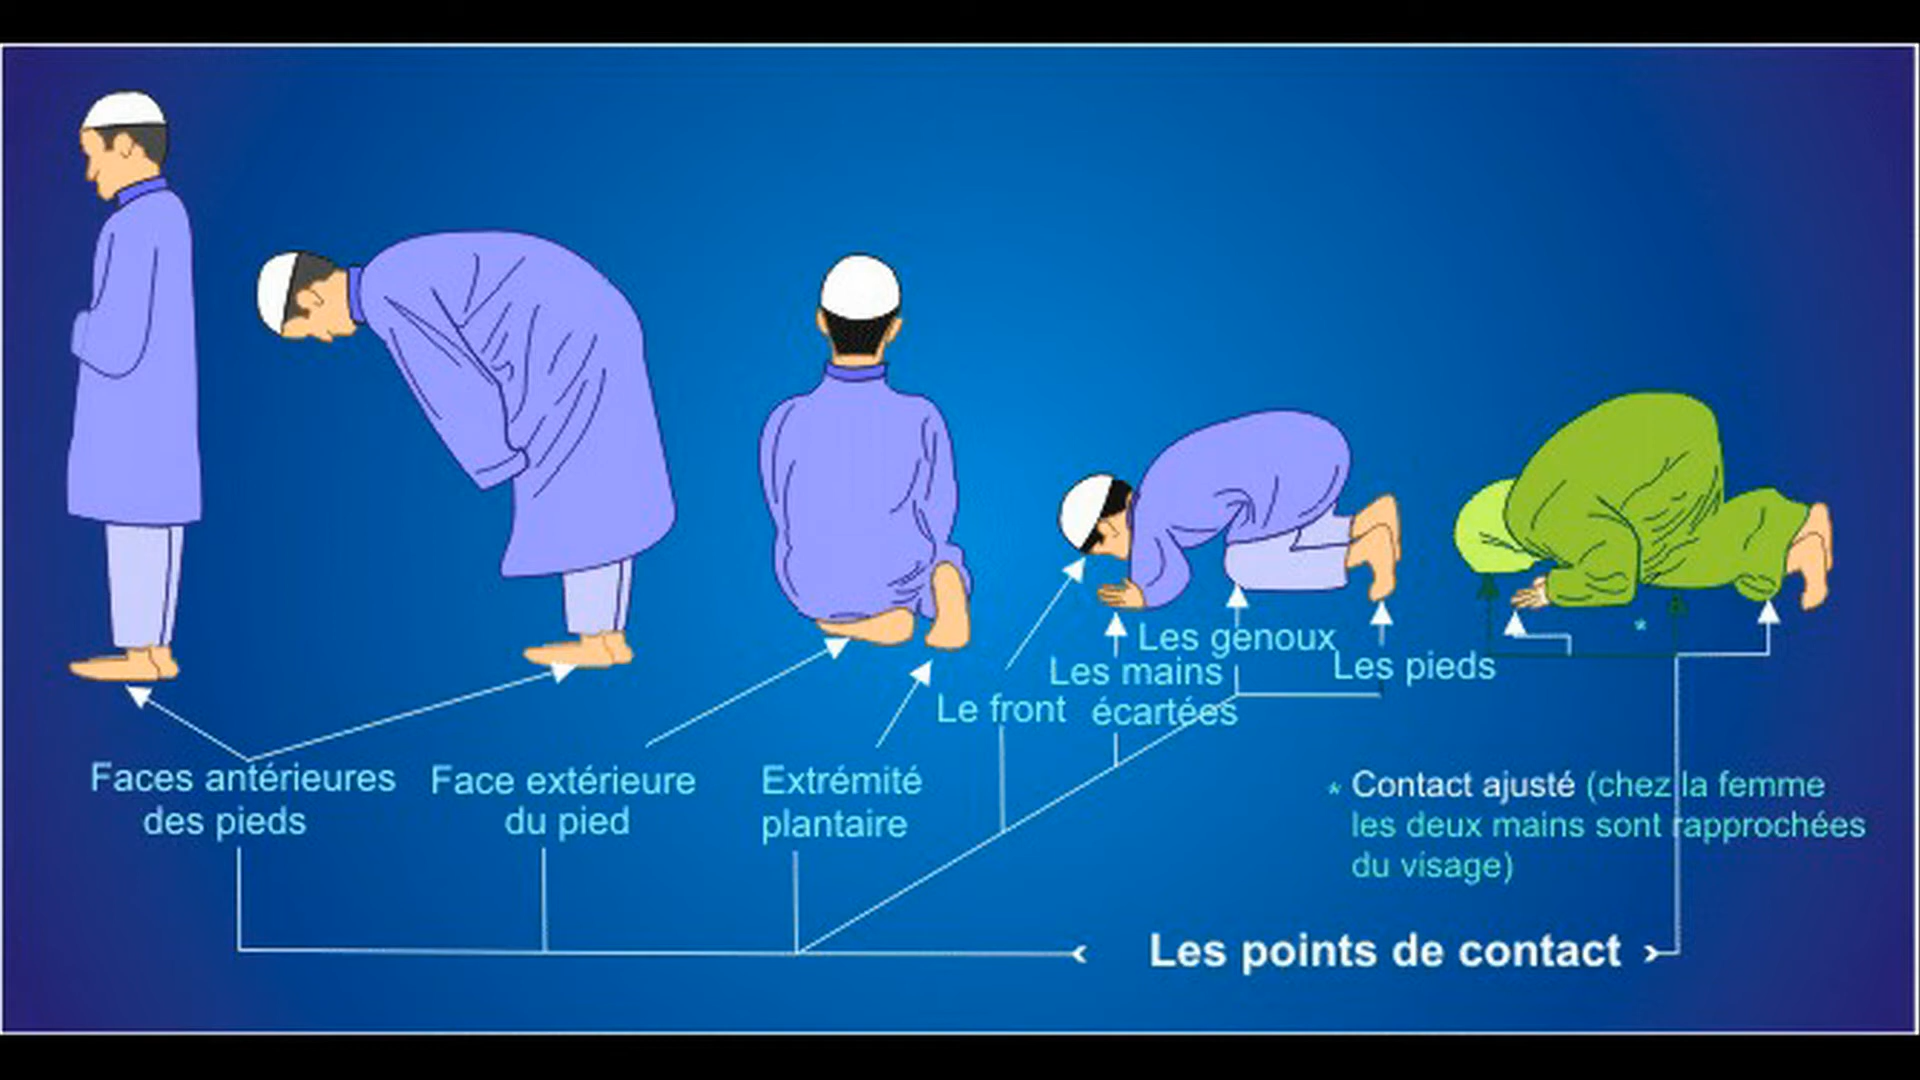 Les genoux
Les mains
écartées
Les pieds
Le front
Faces antérieures
des pieds
Face extérieure
du pied
Extrémité
plantaire
*
* Contact ajusté (chez la femme
les deux mains sont rapprochées
du visage)
Les points de contact